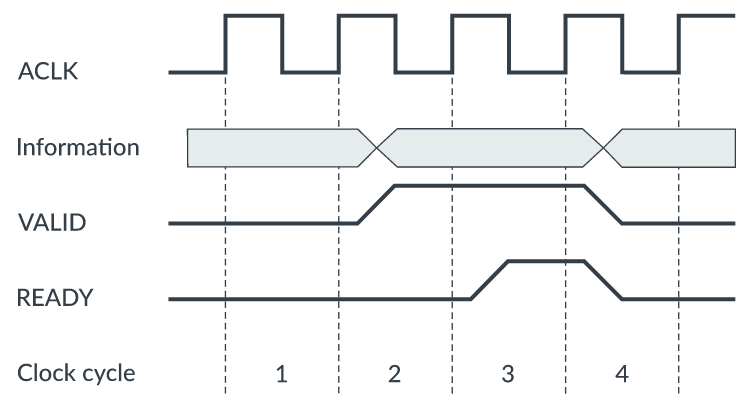 ACLK
Information
VALID
READY
Clock cycle 1 2 3 4